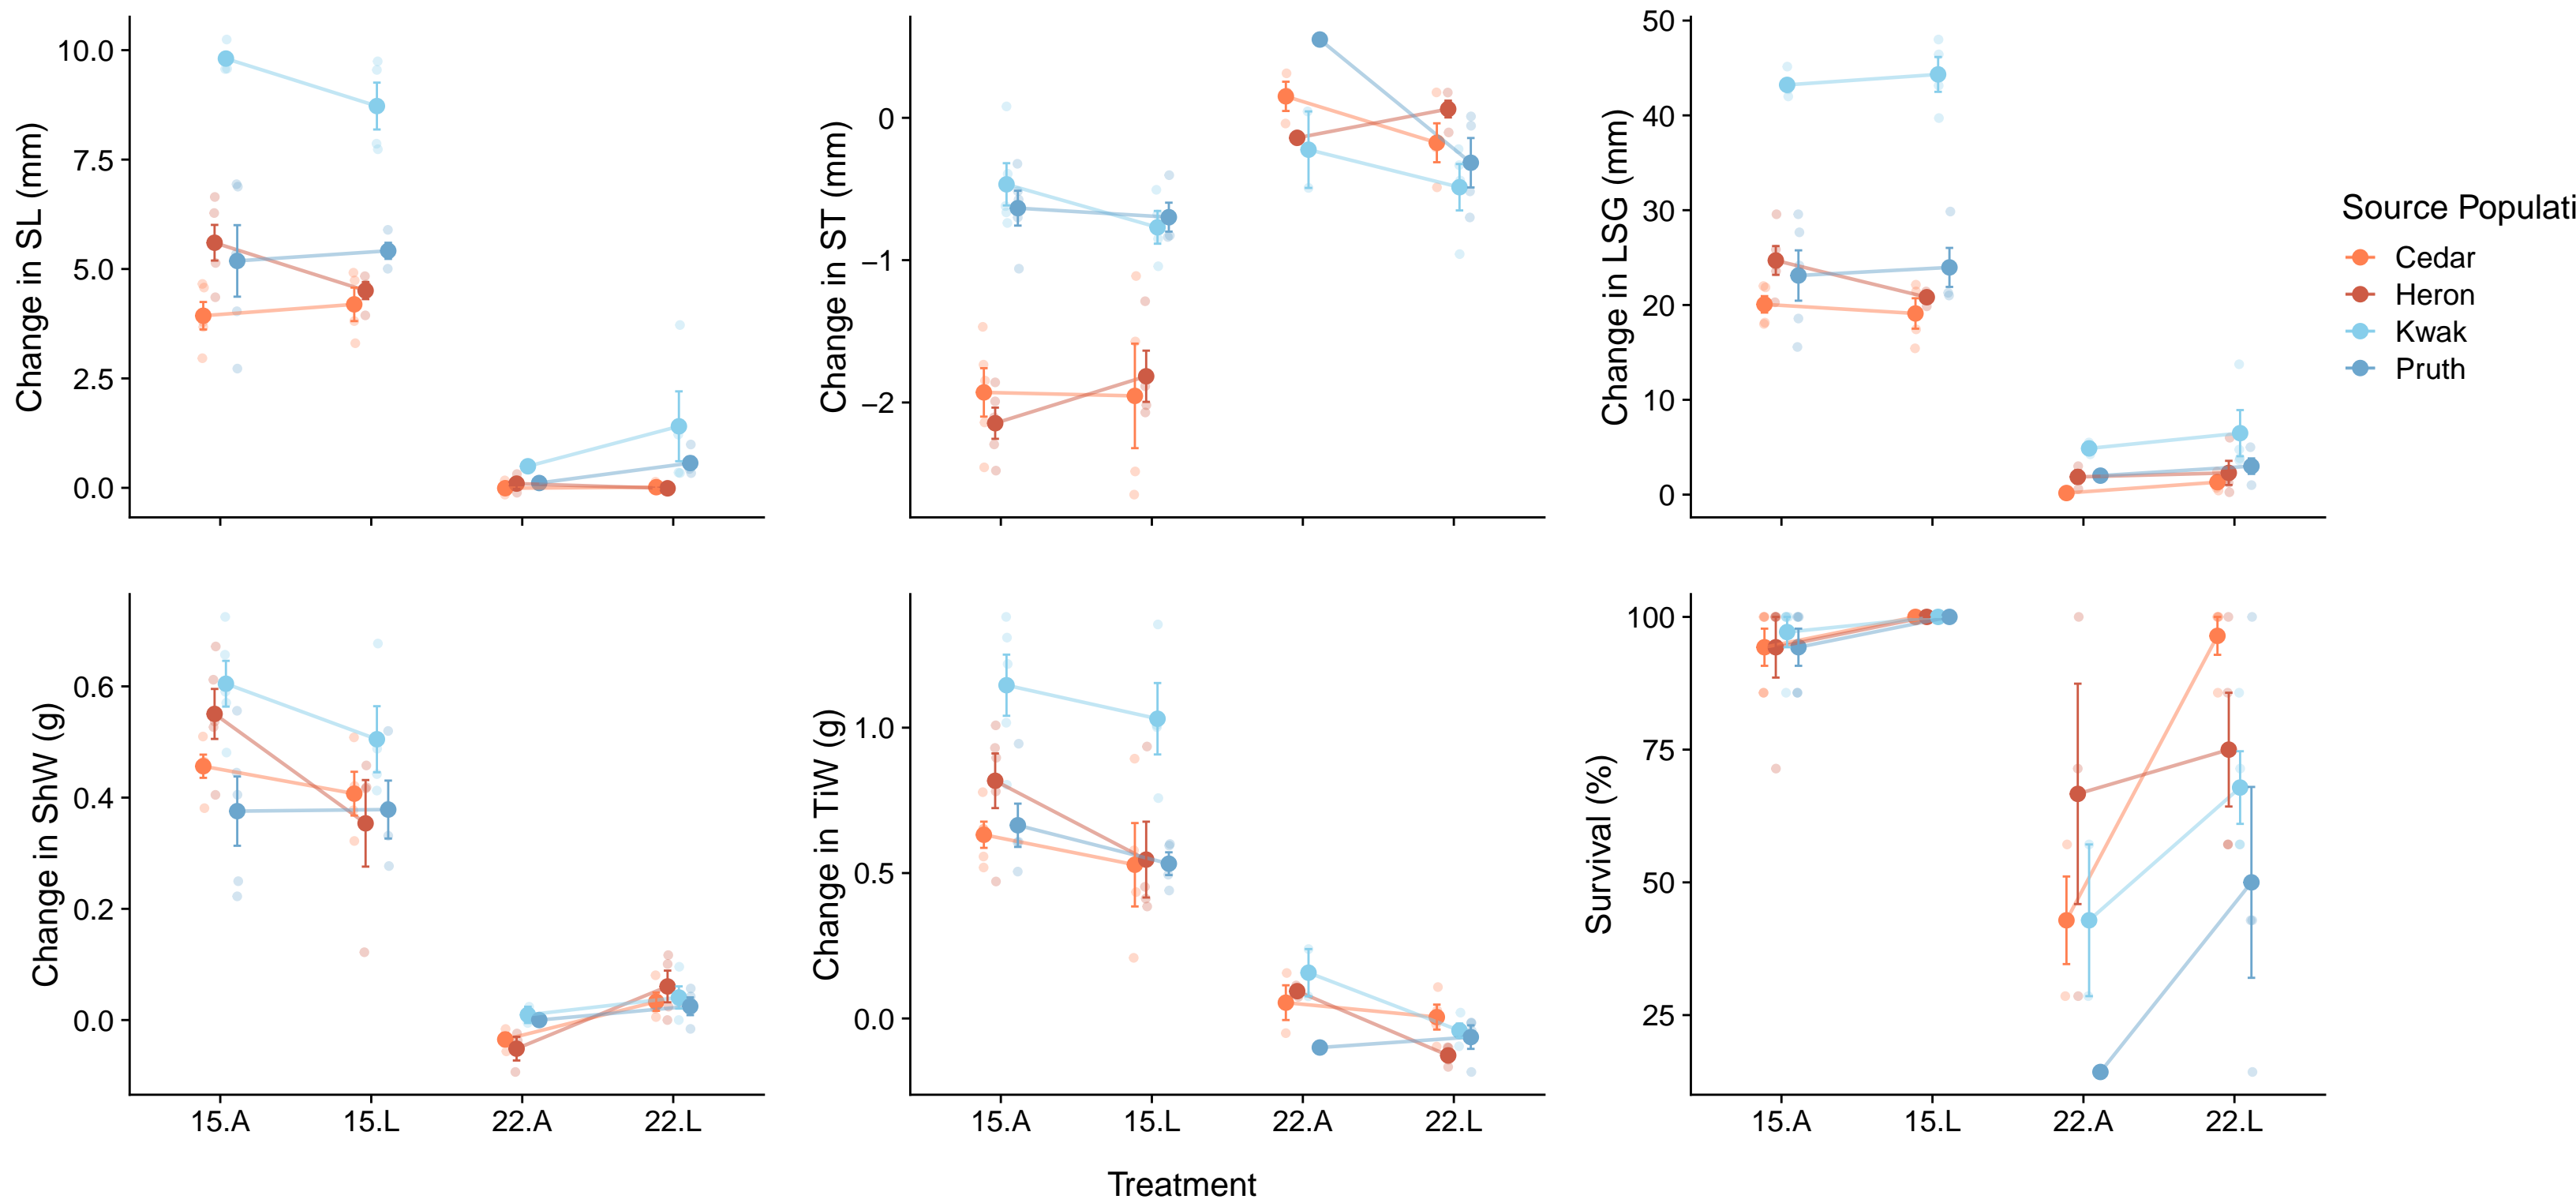 Change in SL (mm)
10.0
7.5
5.0
2.5
0.0
Change in ST (mm)
0
−1
−2
Change in LSG (mm)
50
40
30
20
10
0
Source Populati
Cedar
Heron
Kwak
Pruth
Change in ShW (g)
0.6
0.4
0.2
0.0
15.A 15.L 22.A 22.L
Change in TiW (g)
1.0
0.5
0.0
15.A 15.L 22.A 22.L
Survival (%)
100
75
50
25
15.A 15.L 22.A 22.L
Treatment